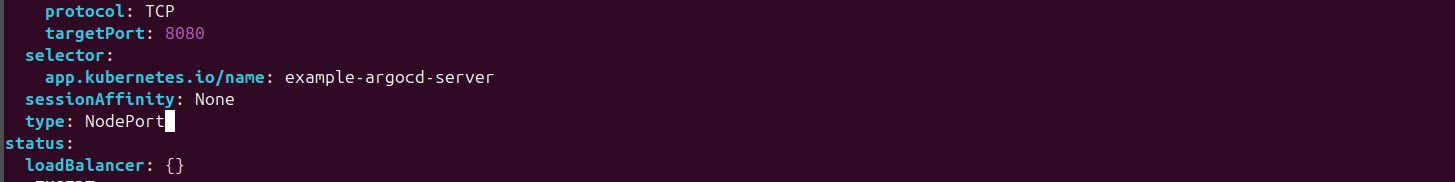 protocol: TCP
    targetPort: 8080
  selector:
    app.kubernetes.io/name: example-argocd-server
  sessionAffinity: None
  type: NodePort
status:
  loadBalancer: {}